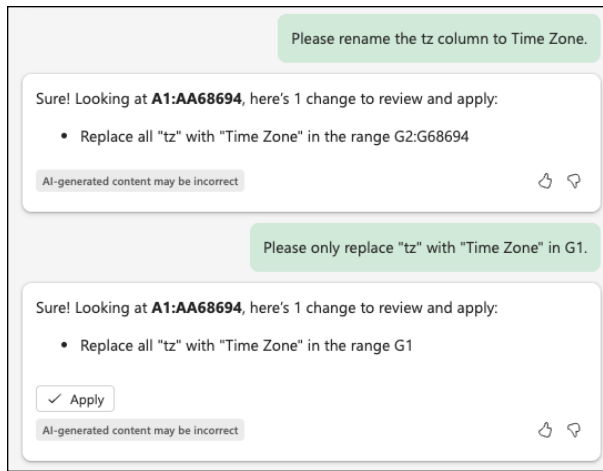 Please rename the tz column to Time Zone.
Sure! Looking at A1:AA68694, here's 1 change to review and apply:
• Replace all "tz" with "Time Zone" in the range G2:G68694
AI-generated content may be incorrect
Please only replace "tz" with "Time Zone" in G1.
Sure! Looking at A1:AA68694, here's 1 change to review and apply:
• Replace all "tz" with "Time Zone" in the range G1
Apply
AI-generated content may be incorrect